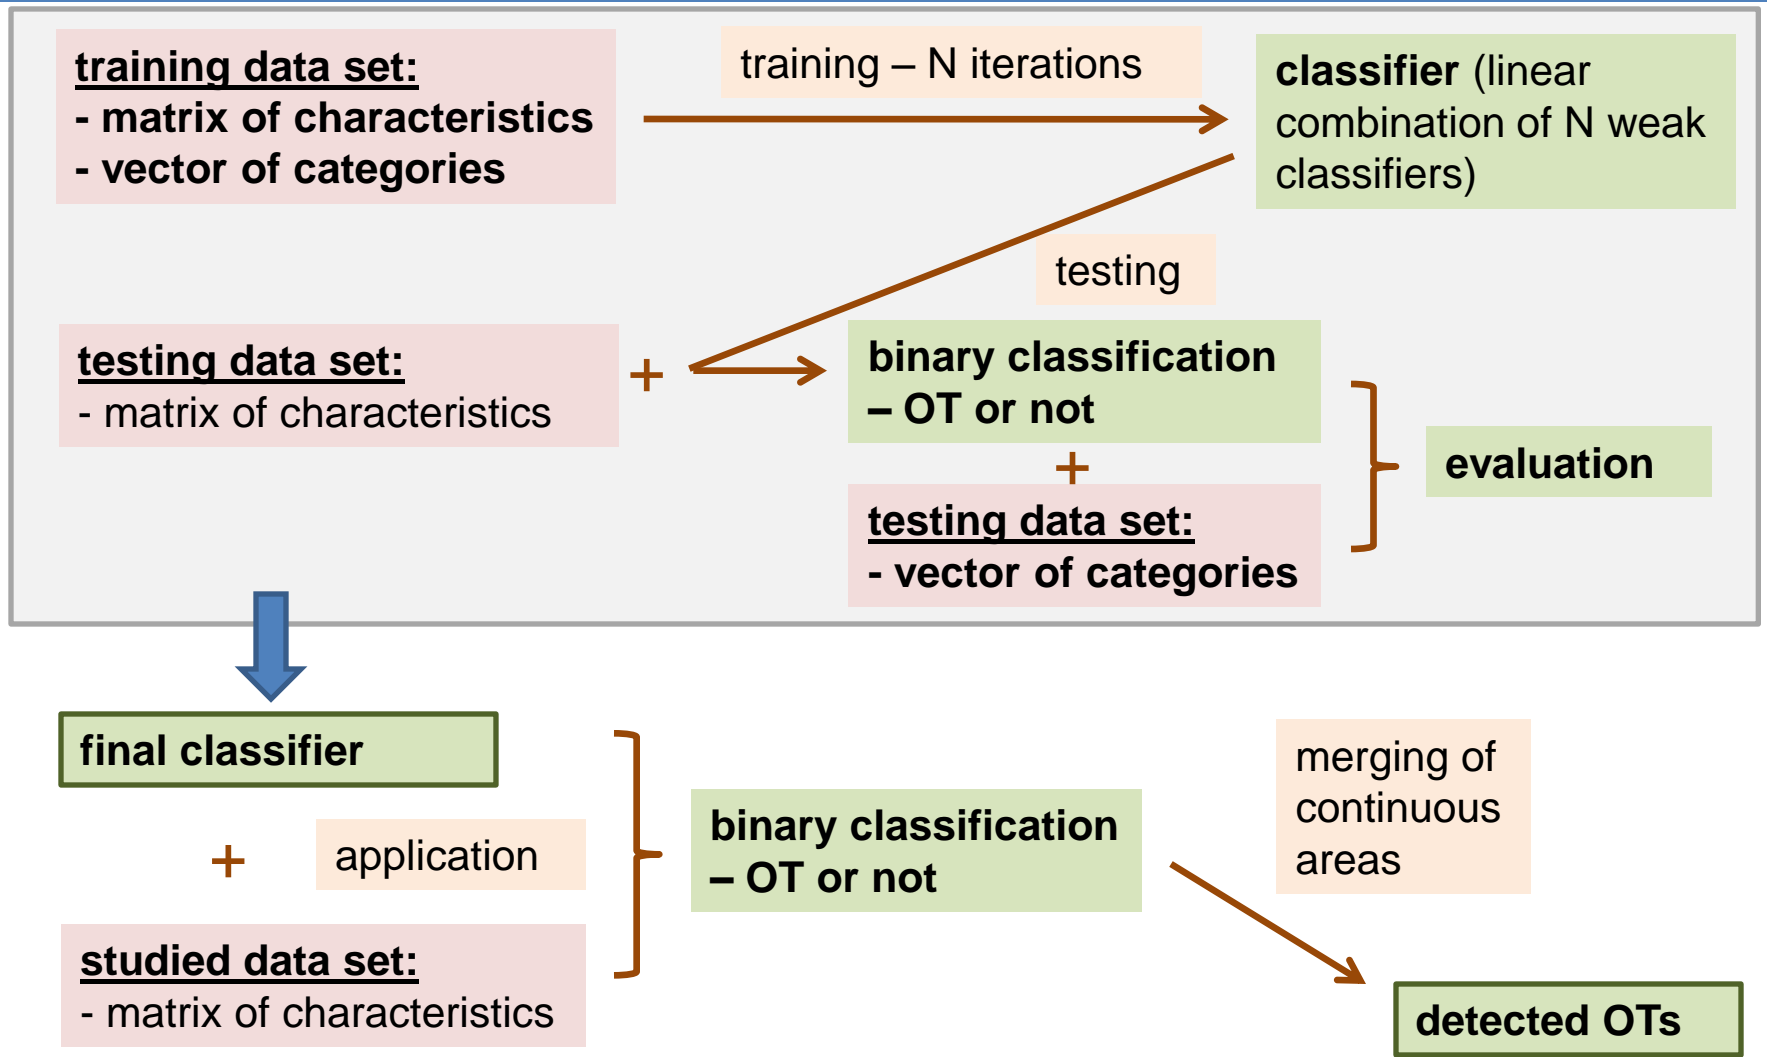 training data set:
- matrix of characteristics
- vector of categories
training – N iterations
classifier (linear
combination of N weak
classifiers)
testing
testing data set:
- matrix of characteristics
+
binary classification
– OT or not
+
testing data set:
- vector of categories
evaluation
final classifier
+
application
studied data set:
- matrix of characteristics
binary classification
– OT or not
merging of
continuous
areas
detected OTs